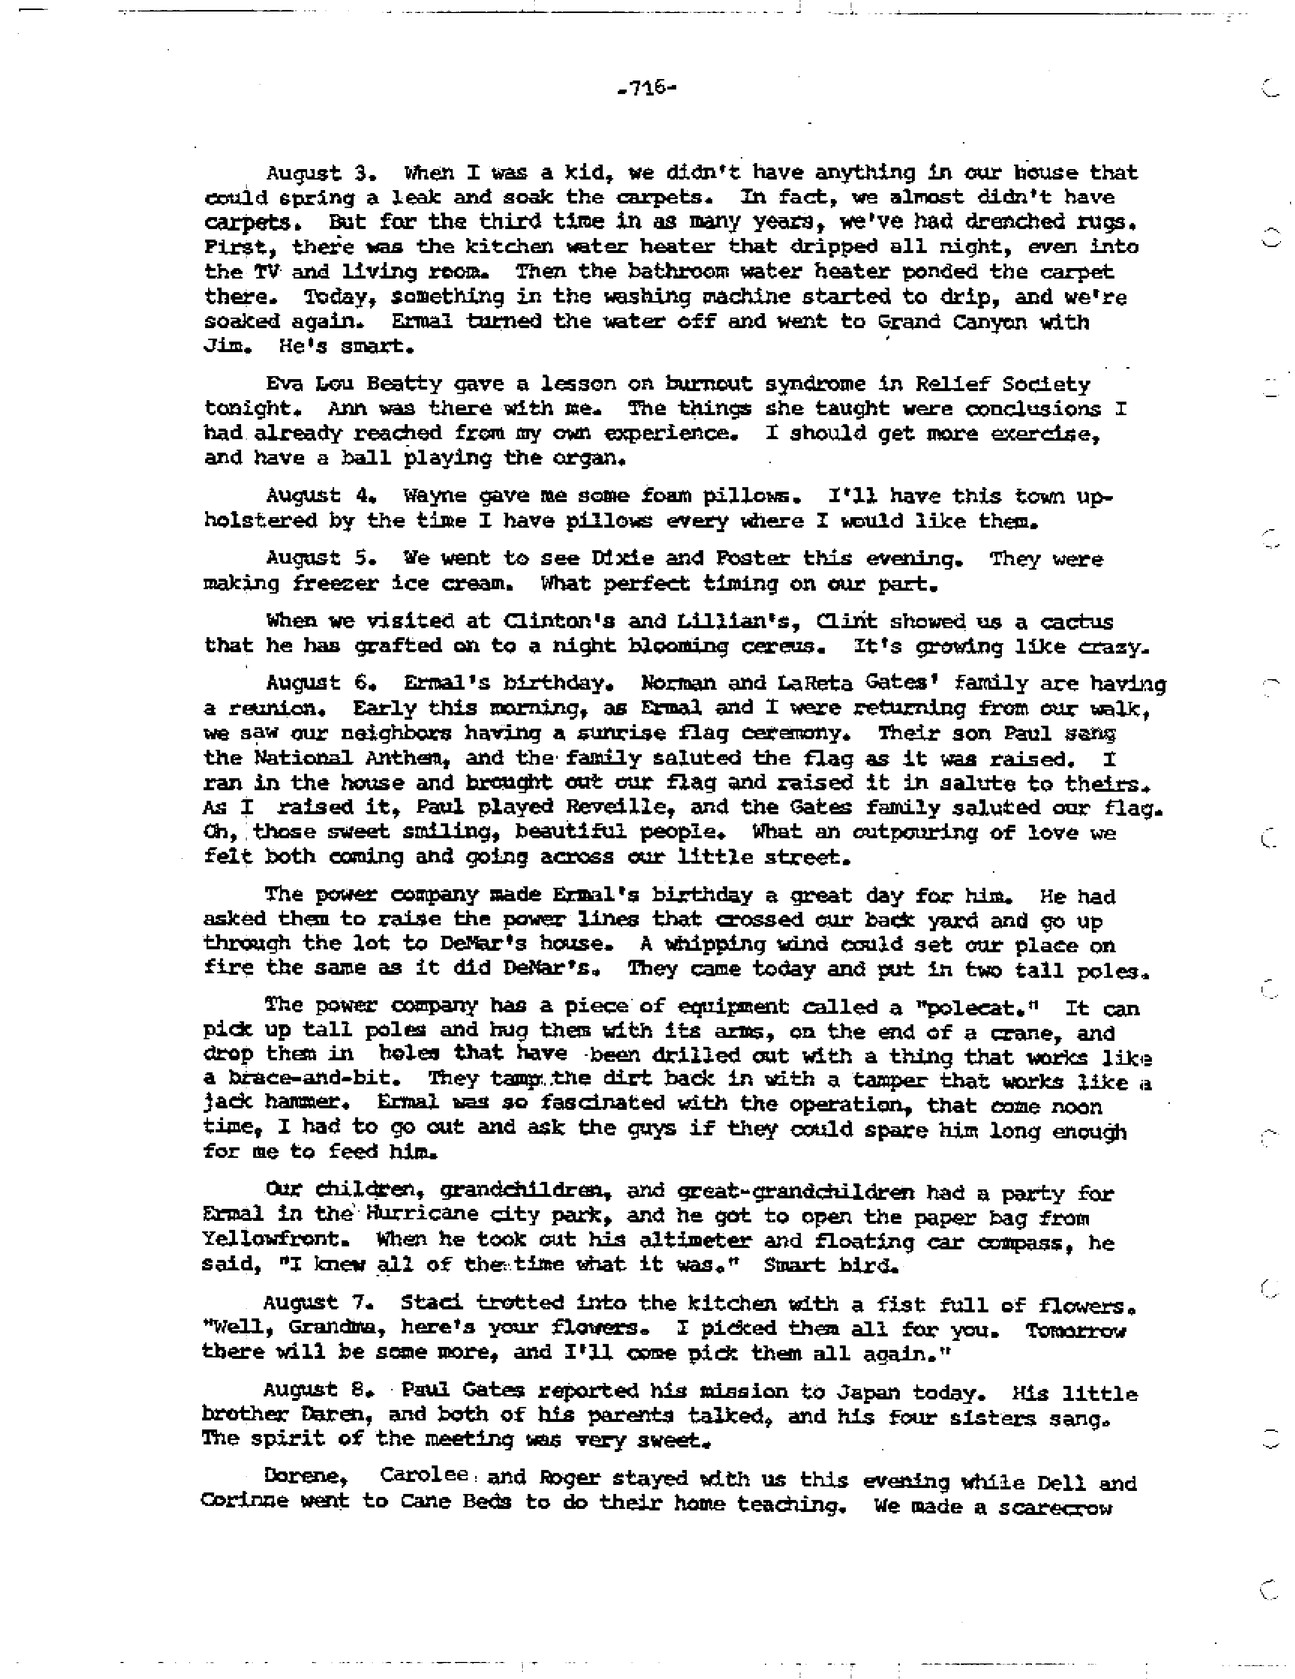 -716-
August 3. When I was a kid, we didn't have anything in our house that
could spring a leak and soak the carpets. In fact, we almost didn't have
carpets. But for the third time in as many years, we've had drenched rugs.
First, there was the kitchen water heater that dripped all night, even into
the TV and living room. Then the bathroom water heater ponded the carpet
there. Today, something in the washing machine started to drip, and we're
soaked again. Ermal turned the water off and went to Grand Canyon with
Jim. He's smart.
Eva Lou Beatty gave a lesson on burnout syndrome in Relief Society
tonight. Ann was there with me. The things she taught were conclusions I
had already reached from my own experience. I should get more exercise,
and have a ball playing the organ.
August 4. Wayne gave me some foam pillows. I'll have this town up-
holstered by the time I have pillows every where I would like them.
August 5. We went to see Dixie and Foster this evening. They were
making freezer ice cream. What perfect timing on our part.
When we visited at Clinton's and Lillian's, Clint showed us a cactus
that he has grafted on to a night blooming cereus. It's growing like crazy.
August 6. Ermal's birthday. Norman and LaReta Gates' family are having
a reunion. Early this morning, as Ermal and I were returning from our walk,
we saw our neighbors having a sunrise flag ceremony. Their son Paul sang
the National Anthem, and the family saluted the flag as it was raised. I
ran in the house and brought out our flag and raised it in salute to theirs.
As I raised it, Paul played Reveille, and the Gates family saluted our flag.
Oh, those sweet smiling, beautiful people. What an outpouring of love we
felt both coming and going across our little street.
The power company made Ermal's birthday a great day for him. He had
asked them to raise the power lines that crossed our back yard and go up
through the lot to DeMar's house. A whipping wind could set our place on
fire the same as it did DeMar's. They came today and put in two tall poles.
The power company has a piece of equipment called a "polecat." It can
pick up tall poles and hug them with its arms, on the end of a crane, and
drop them in holes that have been drilled out with a thing that works like
a brace-and-bit. They tamp the dirt back in with a tamper that works like a
jack hammer. Ermal was so fascinated with the operation, that come noon
time, I had to go out and ask the guys if they could spare him long enough
for me to feed him.
Our children, grandchildren, and great-grandchildren had a party for
Ermal in the Hurricane city park, and he got to open the paper bag from
Yellowfront. When he took out his altimeter and floating car compass, he
said, "I knew all of the time what it was." Smart bird.
August 7. Staci trotted into the kitchen with a fist full of flowers.
"Well, Grandma, here's your flowers. I picked them all for you. Tomorrow
there will be some more, and I'll come pick them all again."
August 8. Paul Gates reported his mission to Japan today. His little
brother Daren, and both of his parents talked, and his four sisters sang.
The spirit of the meeting was very sweet.
Dorene, Carolee and Roger stayed with us this evening while Dell and
Corinne went to Cane Beds to do their home teaching. We made a scarecrow